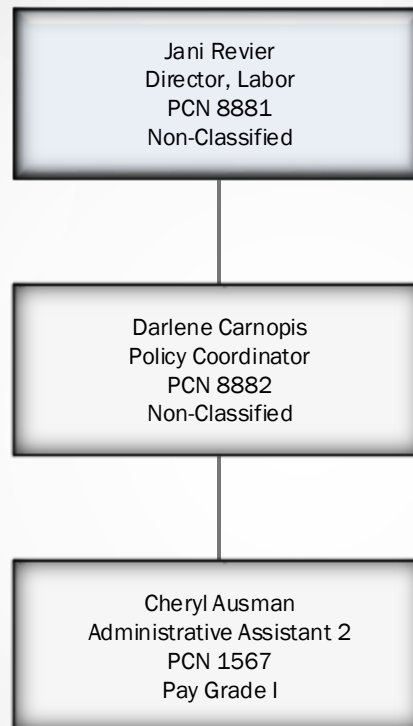 Jani Revier
Director, Labor
PCN 8881
Non-Classified
Darlene Carnopis
Policy Coordinator
PCN 8882
Non-Classified
Cheryl Ausman
Administrative Assistant 2
PCN 1567
Pay Grade I